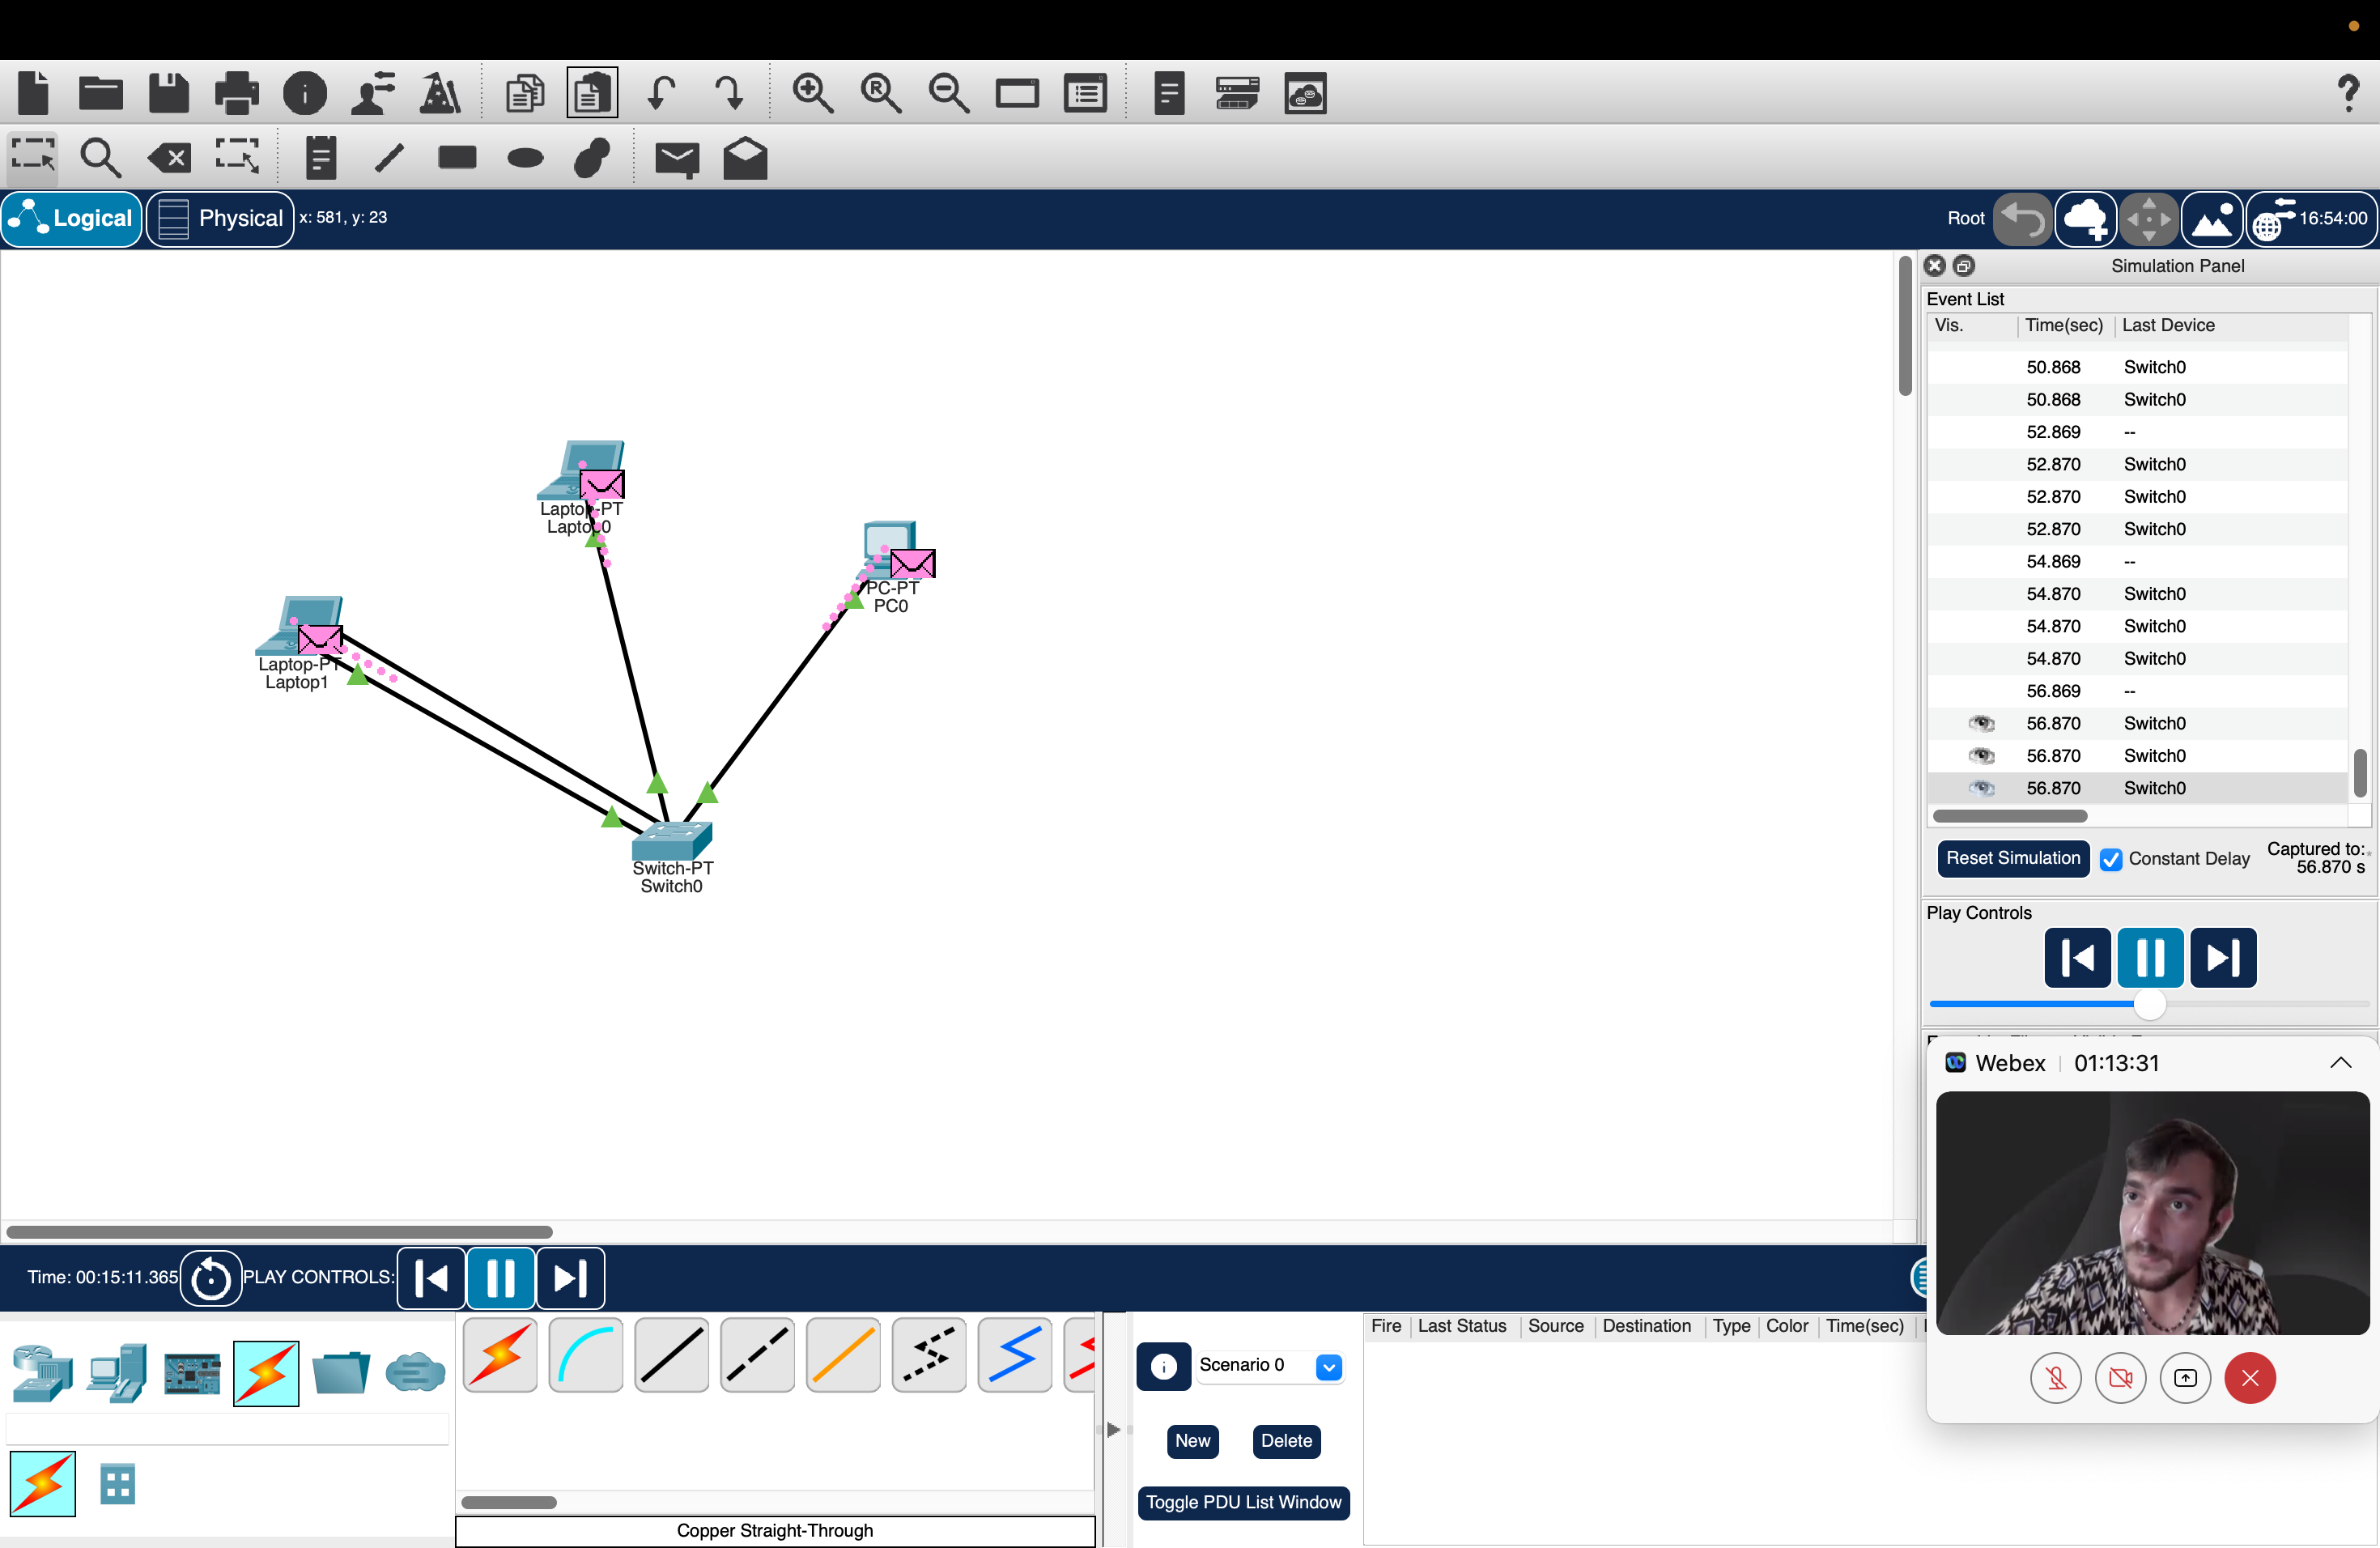 Logical
Physical
x: 581, y: 23
Root
16:54:00
Simulation Panel
Event List
Vis. Time(sec) Last Device
50.868 Switch0
50.868 Switch0
52.869 --
52.870 Switch0
52.870 Switch0
52.870 Switch0
54.869 --
54.870 Switch0
54.870 Switch0
54.870 Switch0
56.869 --
56.870 Switch0
56.870 Switch0
56.870 Switch0
Reset Simulation
Constant Delay
Captured to:
56.870 s
Play Controls
Laptop-PT
Laptop0
PC-PT
PC0
Laptop-PT
Laptop1
Switch-PT
Switch0
Webex 01:13:31
Time: 00:15:11.365
PLAY CONTROLS:
Scenario 0
New
Delete
Toggle PDU List Window
Fire Last Status Source Destination Type Color Time(sec)
Copper Straight-Through